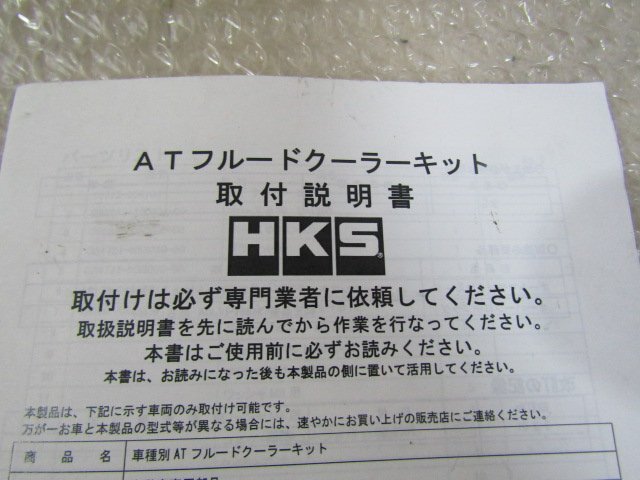 ATフルードクーラーキット
取付説明書
HKS®
取付けは必ず専門業者に依頼してください。
取扱説明書を先に読んでから作業を行なってください。
本書はご使用前に必ずお読みください。
本書は、お読みになった後も本製品の側に置いて活用してください。
本製品は、下記に示す車両のみ取付け可能です。
万が一お車と本製品の型式等が異なる場合には、速やかにお買い上げの販売店にご連絡ください。
商品名 車種別ATフルードクーラーキット